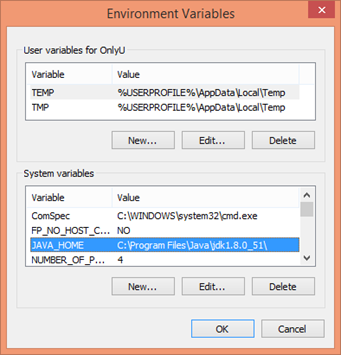 Environment Variables
User variables for OnlyU
Variable Value
TEMP %USERPROFILE%\AppData\Local\Temp
TMP %USERPROFILE%\AppData\Local\Temp
New... Edit... Delete
System variables
Variable Value
ComSpec C:\WINDOWS\system32\cmd.exe
FP_NO_HOST_C... NO
JAVA_HOME C:\Program Files\Java\jdk1.8.0_51\
NUMBER_OF_P... 4
New... Edit... Delete
OK Cancel